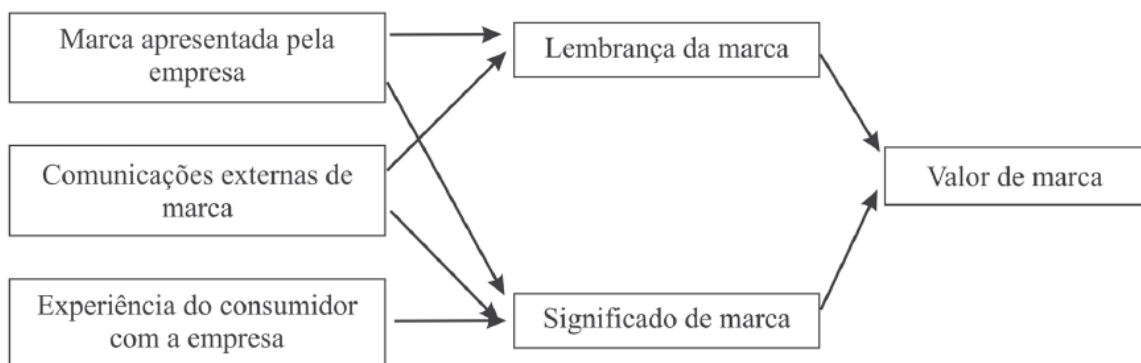 Marca apresentada pela
empresa
Lembrança da marca
Comunicações externas de
marca
Valor de marca
Experiência do consumidor
com a empresa
Significado de marca